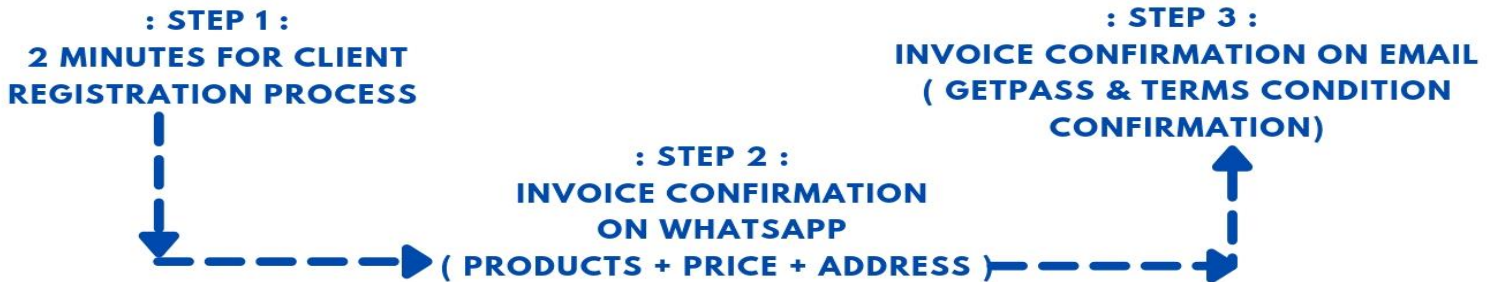 : STEP 1 :
2 MINUTES FOR CLIENT
REGISTRATION PROCESS
: STEP 2 :
INVOICE CONFIRMATION
ON WHATSAPP
( PRODUCTS + PRICE + ADDRESS )
: STEP 3 :
INVOICE CONFIRMATION ON EMAIL
( GETPASS & TERMS CONDITION
CONFIRMATION)